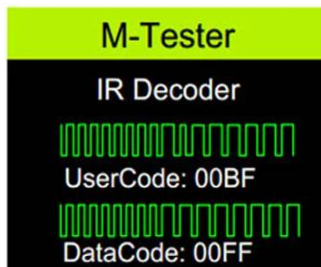 M-Tester
IR Decoder
UserCode: 00BF
DataCode: 00FF